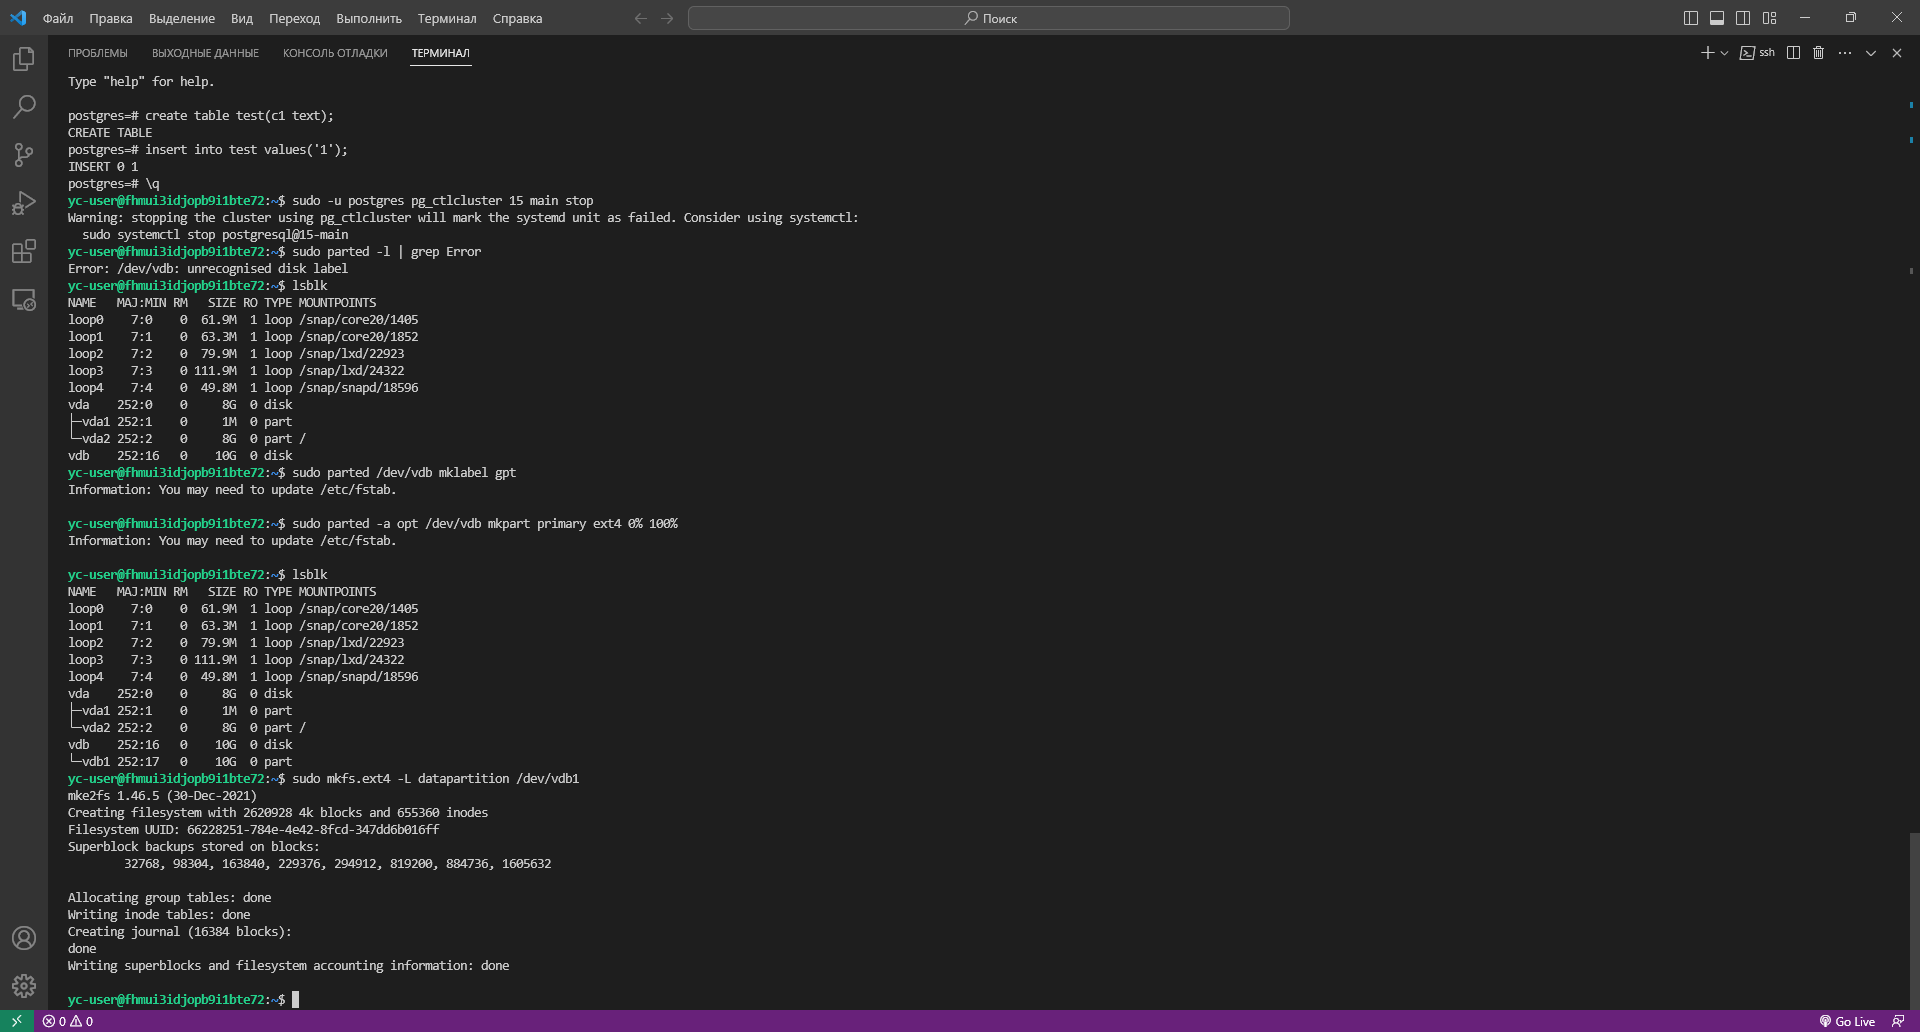 Файл Правка Выделение Вид Переход Выполнить Терминал Справка
Поиск
ПРОБЛЕМЫ ВЫХОДНЫЕ ДАННЫЕ КОНСОЛЬ ОТЛАДКИ ТЕРМИНАЛ
ssh
Type "help" for help.
postgres=# create table test(c1 text);
CREATE TABLE
postgres=# insert into test values('1');
INSERT 0 1
postgres=# \q
yc-user@fhmui3idjopb9i1bte72:~$ sudo -u postgres pg_ctlcluster 15 main stop
Warning: stopping the cluster using pg_ctlcluster will mark the systemd unit as failed. Consider using systemctl:
  sudo systemctl stop postgresql@15-main
yc-user@fhmui3idjopb9i1bte72:~$ sudo parted -l | grep Error
Error: /dev/vdb: unrecognised disk label
yc-user@fhmui3idjopb9i1bte72:~$ lsblk
NAME   MAJ:MIN RM   SIZE RO TYPE MOUNTPOINTS
loop0    7:0    0  61.9M  1 loop /snap/core20/1405
loop1    7:1    0  63.3M  1 loop /snap/core20/1852
loop2    7:2    0  79.9M  1 loop /snap/lxd/22923
loop3    7:3    0 111.9M  1 loop /snap/lxd/24322
loop4    7:4    0  49.8M  1 loop /snap/snapd/18596
vda    252:0    0     8G  0 disk
├─vda1 252:1    0     1M  0 part
└─vda2 252:2    0     8G  0 part /
vdb    252:16   0    10G  0 disk
yc-user@fhmui3idjopb9i1bte72:~$ sudo parted /dev/vdb mklabel gpt
Information: You may need to update /etc/fstab.
yc-user@fhmui3idjopb9i1bte72:~$ sudo parted -a opt /dev/vdb mkpart primary ext4 0% 100%
Information: You may need to update /etc/fstab.
yc-user@fhmui3idjopb9i1bte72:~$ lsblk
NAME   MAJ:MIN RM   SIZE RO TYPE MOUNTPOINTS
loop0    7:0    0  61.9M  1 loop /snap/core20/1405
loop1    7:1    0  63.3M  1 loop /snap/core20/1852
loop2    7:2    0  79.9M  1 loop /snap/lxd/22923
loop3    7:3    0 111.9M  1 loop /snap/lxd/24322
loop4    7:4    0  49.8M  1 loop /snap/snapd/18596
vda    252:0    0     8G  0 disk
├─vda1 252:1    0     1M  0 part
└─vda2 252:2    0     8G  0 part /
vdb    252:16   0    10G  0 disk
└─vdb1 252:17   0    10G  0 part
yc-user@fhmui3idjopb9i1bte72:~$ sudo mkfs.ext4 -L datapartition /dev/vdb1
mke2fs 1.46.5 (30-Dec-2021)
Creating filesystem with 2620928 4k blocks and 655360 inodes
Filesystem UUID: 66228251-784e-4e42-8fcd-347dd6b016ff
Superblock backups stored on blocks:
        32768, 98304, 163840, 229376, 294912, 819200, 884736, 1605632
Allocating group tables: done
Writing inode tables: done
Creating journal (16384 blocks):
done
Writing superblocks and filesystem accounting information: done
yc-user@fhmui3idjopb9i1bte72:~$
0 0 Go Live